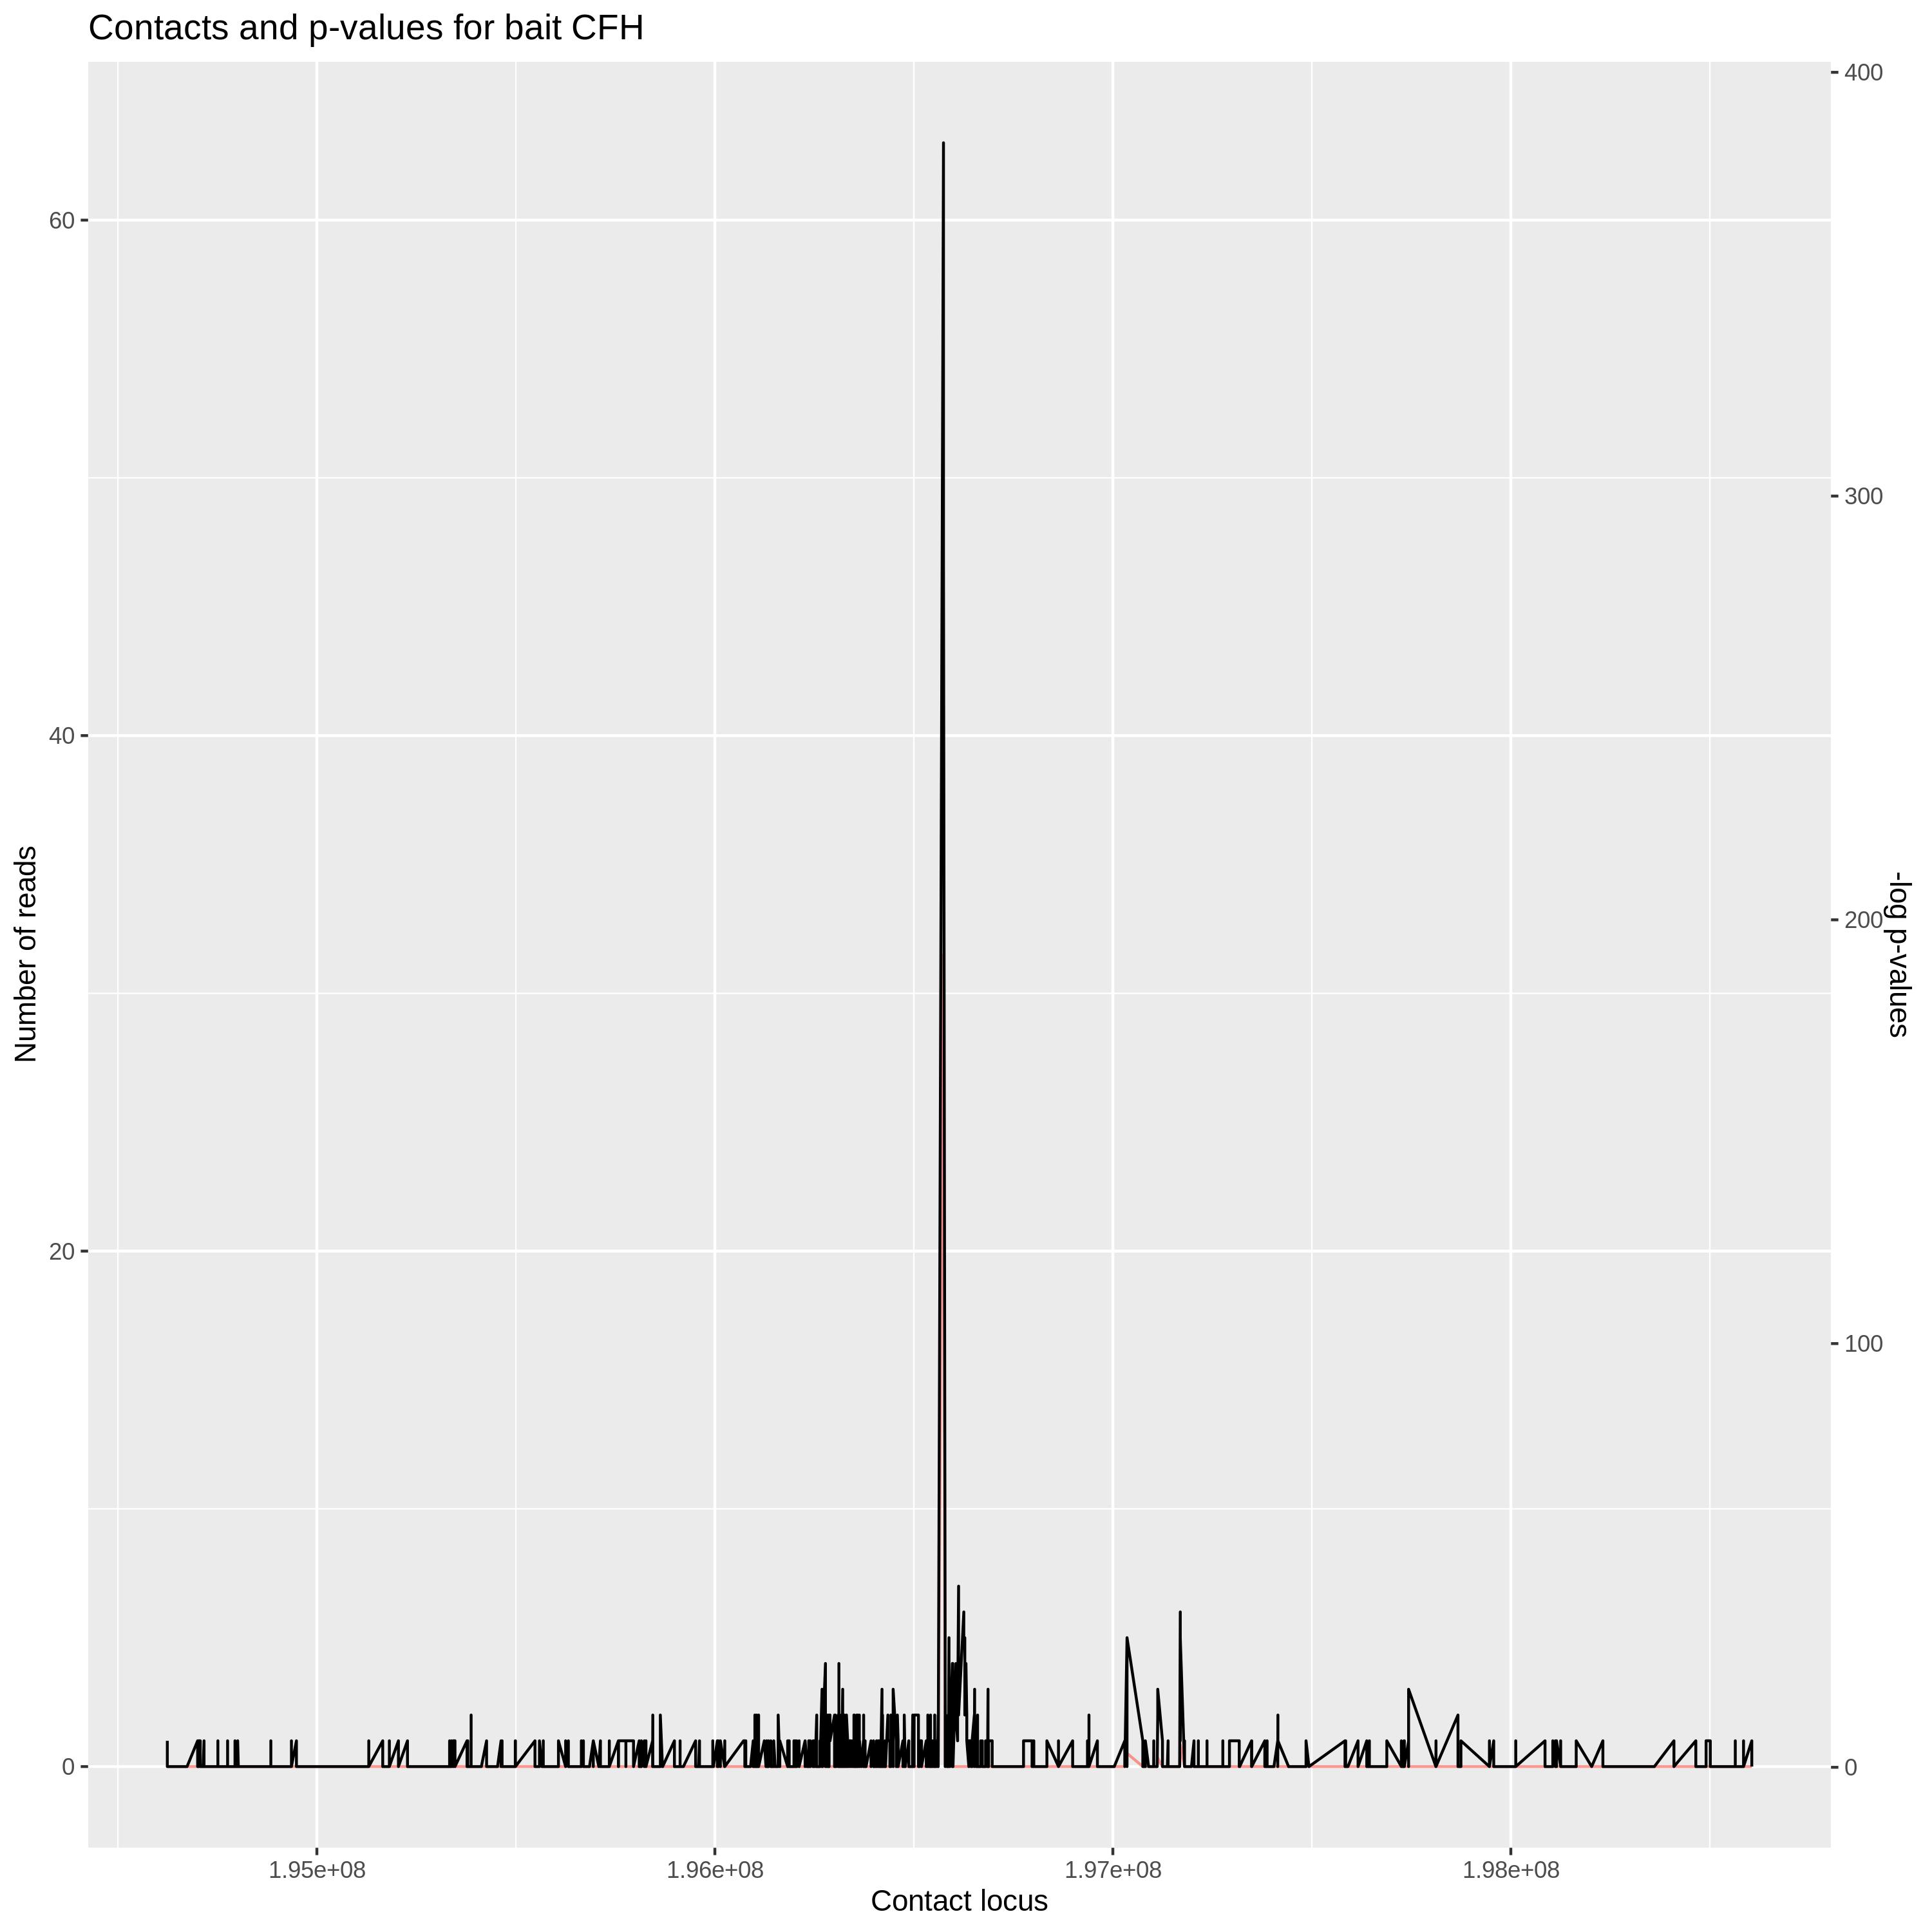 Contacts and p-values for bait CFH
60
40
20
0
Number of reads
400
300
200
100
0
-log p-values
1.95e+08
1.96e+08
1.97e+08
1.98e+08
Contact locus